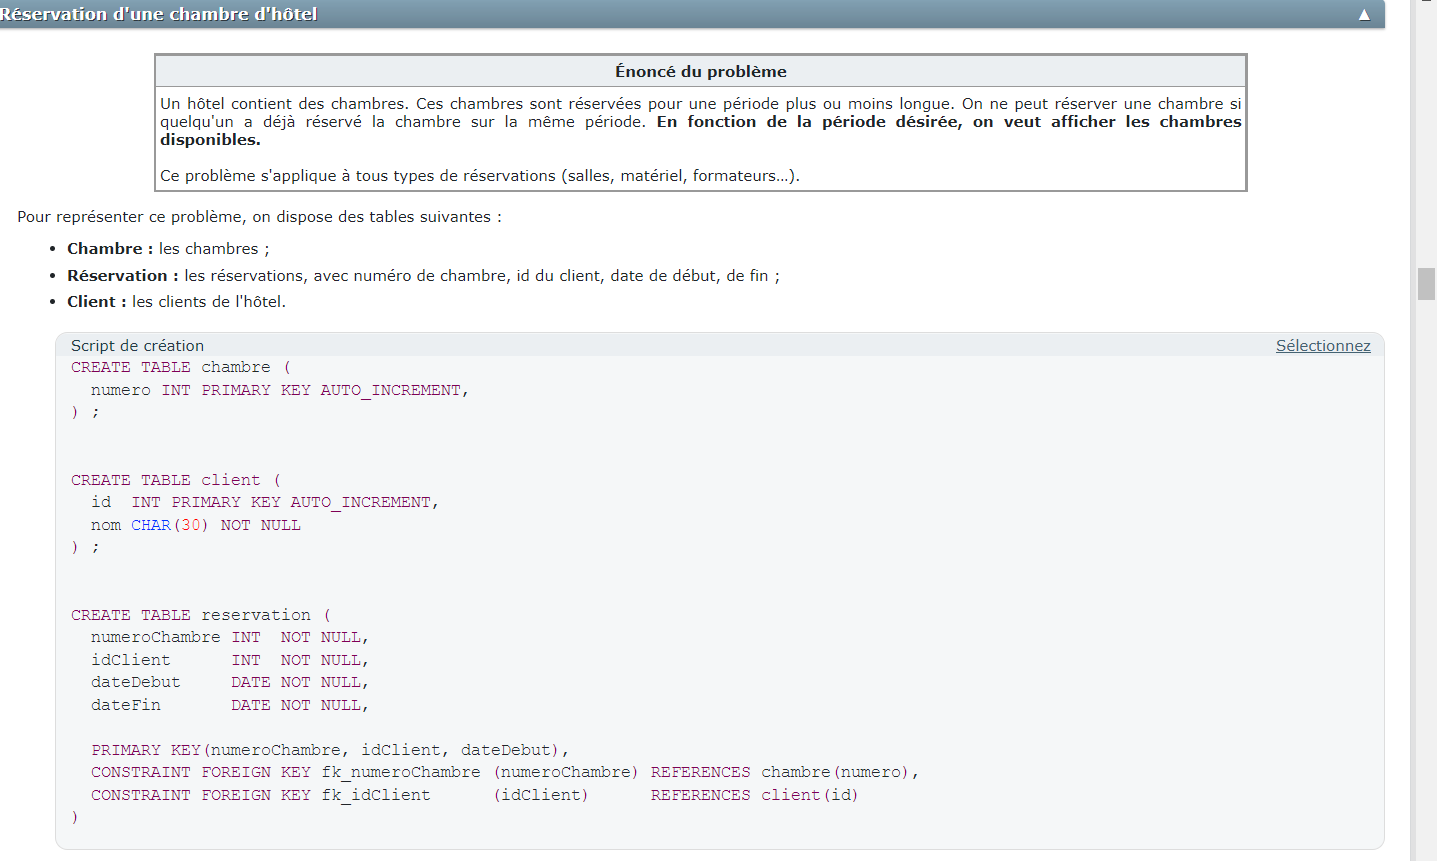 Réservation d'une chambre d'hôtel ▲
Énoncé du problème
Un hôtel contient des chambres. Ces chambres sont réservées pour une période plus ou moins longue. On ne peut réserver une chambre si
quelqu'un a déjà réservé la chambre sur la même période. En fonction de la période désirée, on veut afficher les chambres
disponibles.
Ce problème s'applique à tous types de réservations (salles, matériel, formateurs…).
Pour représenter ce problème, on dispose des tables suivantes :
• Chambre : les chambres ;
• Réservation : les réservations, avec numéro de chambre, id du client, date de début, de fin ;
• Client : les clients de l'hôtel.
Script de création Sélectionnez
CREATE TABLE chambre (
  numero INT PRIMARY KEY AUTO_INCREMENT,
) ;
CREATE TABLE client (
  id  INT PRIMARY KEY AUTO_INCREMENT,
  nom CHAR(30) NOT NULL
) ;
CREATE TABLE reservation (
  numeroChambre INT  NOT NULL,
  idClient      INT  NOT NULL,
  dateDebut     DATE NOT NULL,
  dateFin       DATE NOT NULL,
  PRIMARY KEY(numeroChambre, idClient, dateDebut),
  CONSTRAINT FOREIGN KEY fk_numeroChambre (numeroChambre) REFERENCES chambre(numero),
  CONSTRAINT FOREIGN KEY fk_idClient      (idClient)      REFERENCES client(id)
)